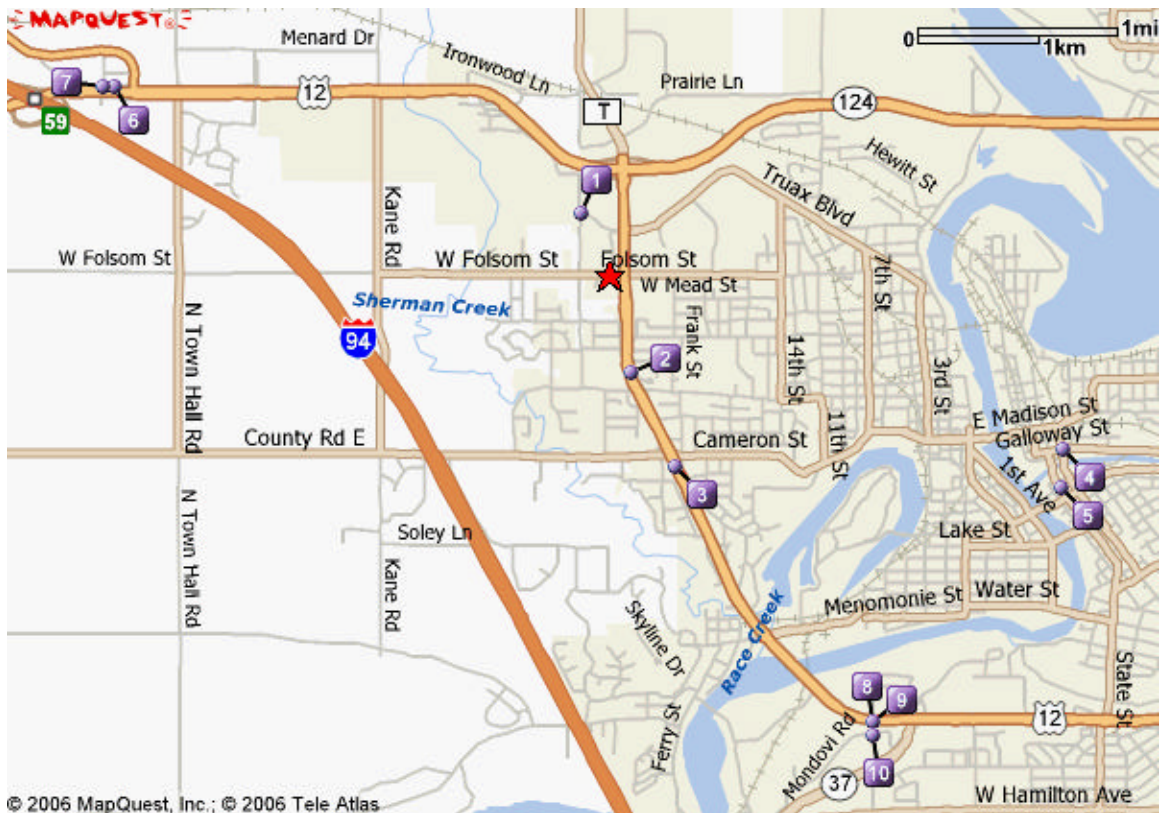 MAPQUEST®
0
1mi
1km
Menard Dr
Ironwood Ln
Prairie Ln
7
12
T
124
6
59
Hewitt St
1
Truax Blvd
Kane Rd
W Folsom St
W Folsom St
Folsom St
W Mead St
7th St
Sherman Creek
N Town Hall Rd
94
2
Frank St
14th St
3rd St
E Madison St
County Rd E
Cameron St
11th St
Galloway St
1st Ave
4
3
5
N Town Hall Rd
Soley Ln
Lake St
Kane Rd
Water St
Menomonie St
Skyline Dr
Race Creek
State St
8
9
12
Ferry St
Mondovi Rd
10
37
W Hamilton Ave
© 2006 MapQuest, Inc.; © 2006 Tele Atlas